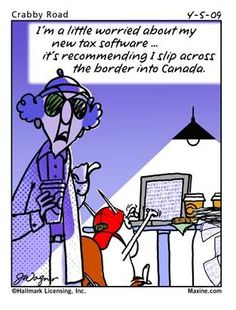 Crabby Road 4-5-09
I'm a little worried about my
new tax software ...
it's recommending I slip across
the border into Canada.
©Hallmark Licensing, Inc. Maxine.com